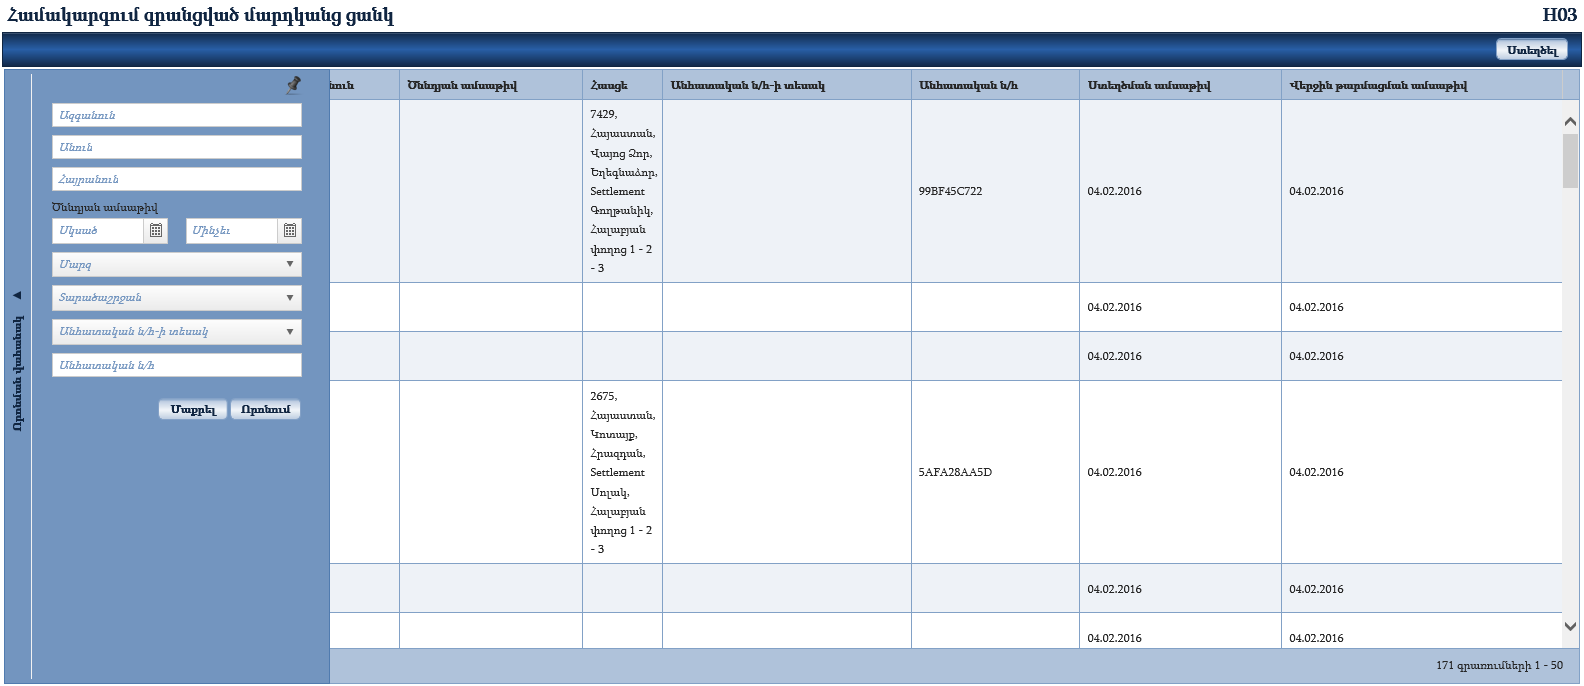 Համակարգում գրանցված մարդկանց ցանկ
H03
Ստեղծել
Որոնման վահանակ
Ազգանուն
Անուն
Հայրանուն
Ծննդյան ամսաթիվ
Սկսած Մինչեւ
Մարզ
Տարածաշրջան
Անհատական ն/հ-ի տեսակ
Անհատական ն/հ
Մաքրել Որոնում
նուն Ծննդյան ամսաթիվ Հասցե Անհատական ն/հ-ի տեսակ Անհատական ն/հ Ստեղծման ամսաթիվ Վերջին թարմացման ամսաթիվ
7429,
Հայաստան,
Վայոց Ձոր,
Եղեգնաձոր,
Settlement
Գողթանիկ,
Հալաբյան
փողոց 1 - 2
- 3
99BF45C722 04.02.2016 04.02.2016
04.02.2016 04.02.2016
04.02.2016 04.02.2016
2675,
Հայաստան,
Կոտայք,
Հրազդան,
Settlement
Սոլակ,
Հալաբյան
փողոց 1 - 2
- 3
5AFA28AA5D 04.02.2016 04.02.2016
04.02.2016 04.02.2016
04.02.2016 04.02.2016
171 գրառումների 1 - 50